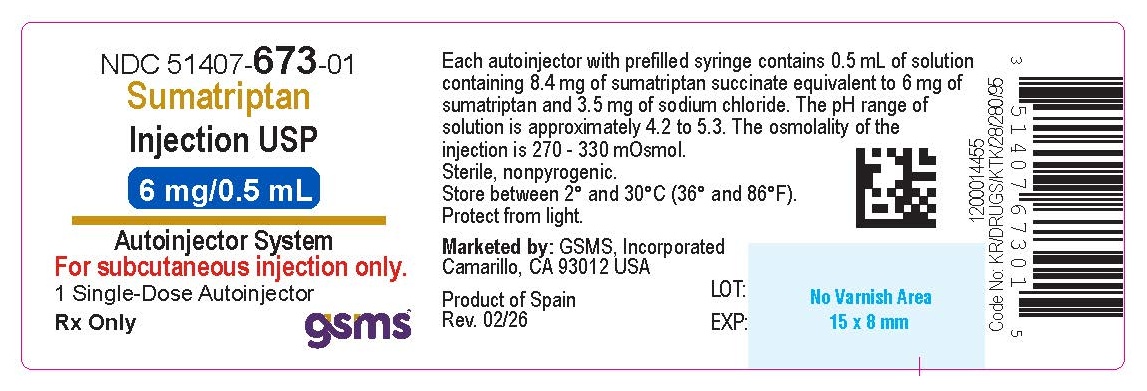 NDC 51407-673-01
Sumatriptan
Injection USP
6 mg/0.5 mL
Autoinjector System
For subcutaneous injection only.
1 Single-Dose Autoinjector
Rx Only
gsms
Each autoinjector with prefilled syringe contains 0.5 mL of solution
containing 8.4 mg of sumatriptan succinate equivalent to 6 mg of
sumatriptan and 3.5 mg of sodium chloride. The pH range of
solution is approximately 4.2 to 5.3. The osmolality of the
injection is 270 - 330 mOsmol.
Sterile, nonpyrogenic.
Store between 2° and 30°C (36° and 86°F).
Protect from light.
Marketed by: GSMS, Incorporated
Camarillo, CA 93012 USA
Product of Spain
Rev. 02/26
LOT:
EXP:
No Varnish Area
15 x 8 mm
1200014455
Code No: KR/DRUGS/KTK/28/280/95
3 51407 67301 5